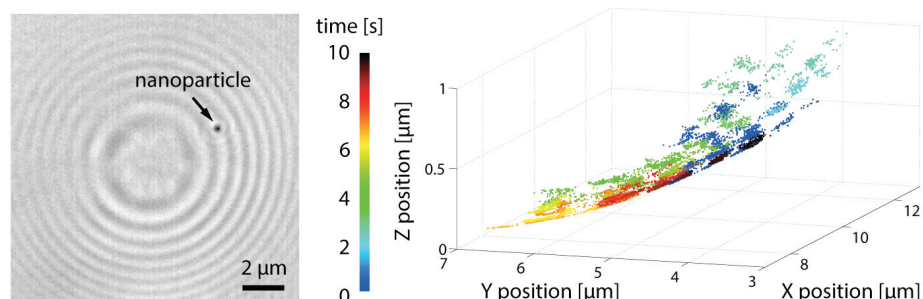 nanoparticle
2 μm
time [s]
10
8
6
4
2
0
Z position [μm]
1
0.5
0
7
6
5
4
3
Y position [μm]
8
10
12
X position [μm]